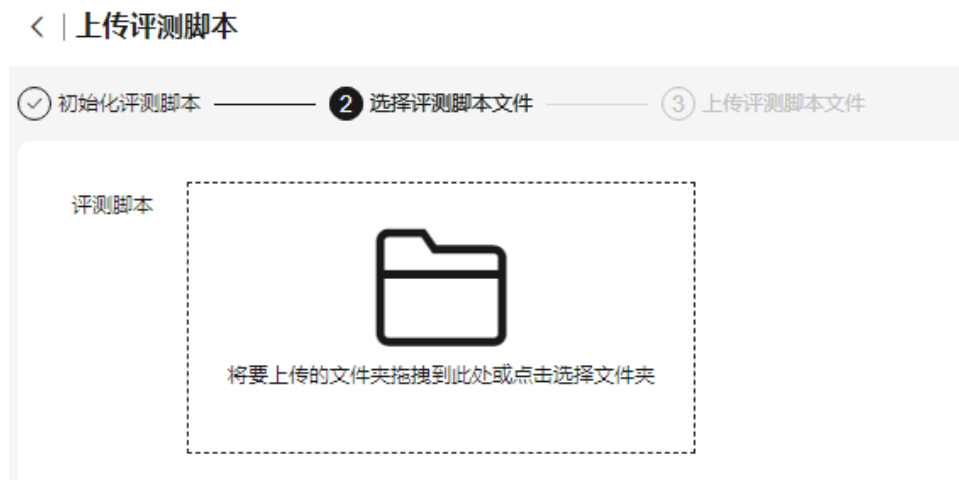 上传评测脚本
初始化评测脚本 2 选择评测脚本文件 3 上传评测脚本文件
评测脚本
将要上传的文件夹拖拽到此处或点击选择文件夹